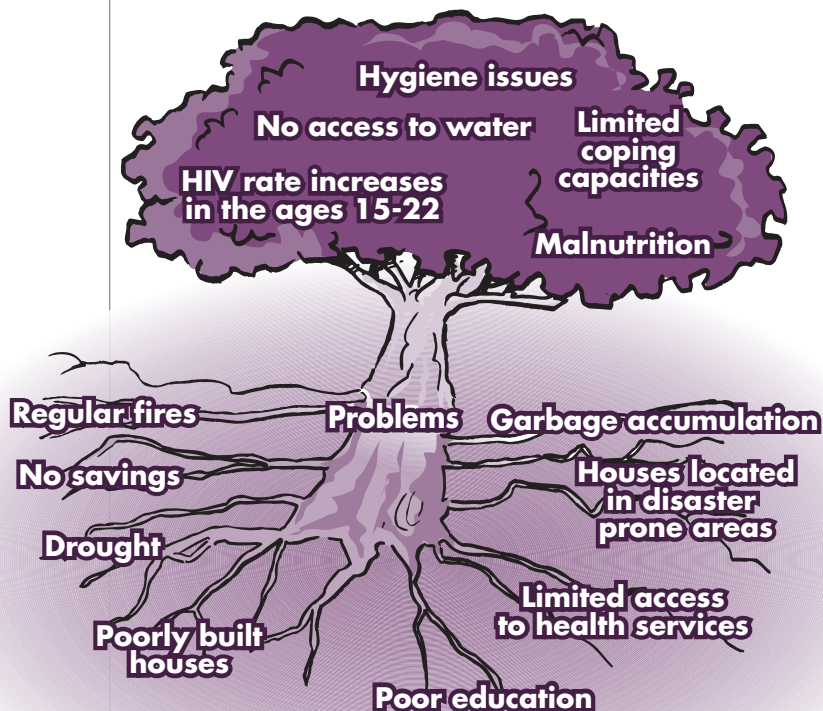 Hygiene issues
No access to water
Limited
coping
capacities
HIV rate increases
in the ages 15-22
Malnutrition
Regular fires
Problems
Garbage accumulation
No savings
Houses located
in disaster
prone areas
Drought
Limited access
to health services
Poorly built
houses
Poor education